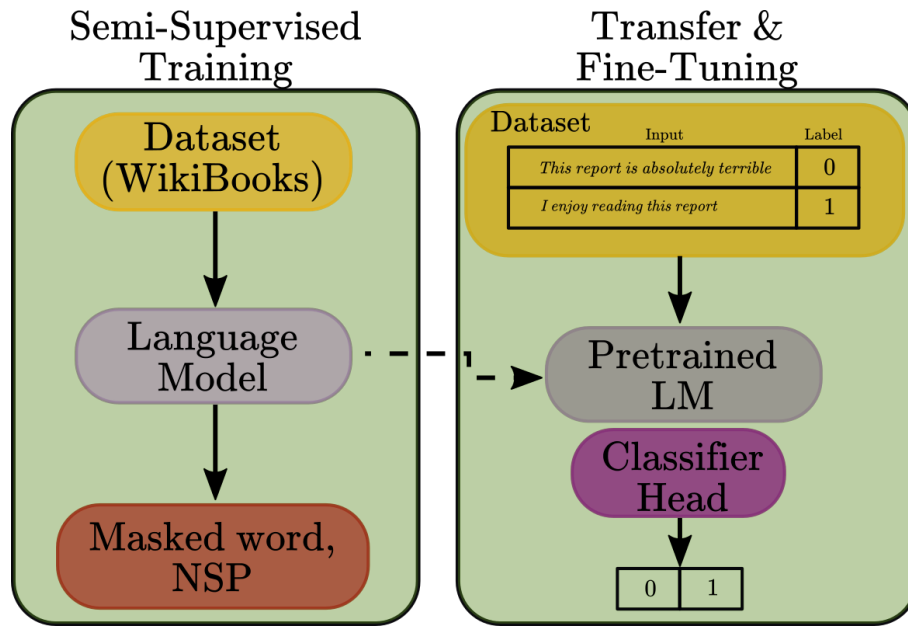 Semi-Supervised
Training
Dataset
(WikiBooks)
Language
Model
Masked word,
NSP
Transfer &
Fine-Tuning
Dataset
Input Label
This report is absolutely terrible 0
I enjoy reading this report 1
Pretrained
LM
Classifier
Head
0 1